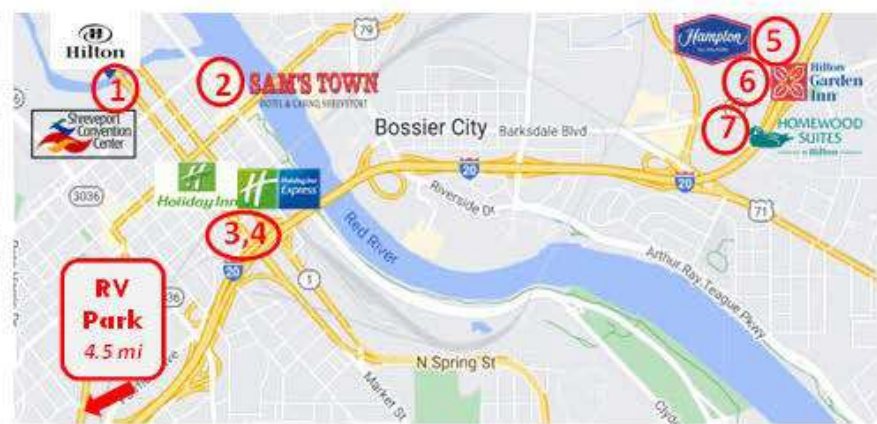 Hilton
1
Shreveport
Convention
Center
2
SAM'S TOWN
HOTEL & CASINO, SHREVEPORT
79
Hampton
5
6
Hilton
Garden
Inn
7
HOMEWOOD
SUITES
Hilton
Bossier City
Barksdale Blvd
20
20
71
Riverside Dr
Holiday Inn
H
Holiday Inn
Express
3,4
3036
20
1
Red River
Arthur Ray Teague Pkwy
RV
Park
4.5 mi
N Spring St
Market St
Clyde